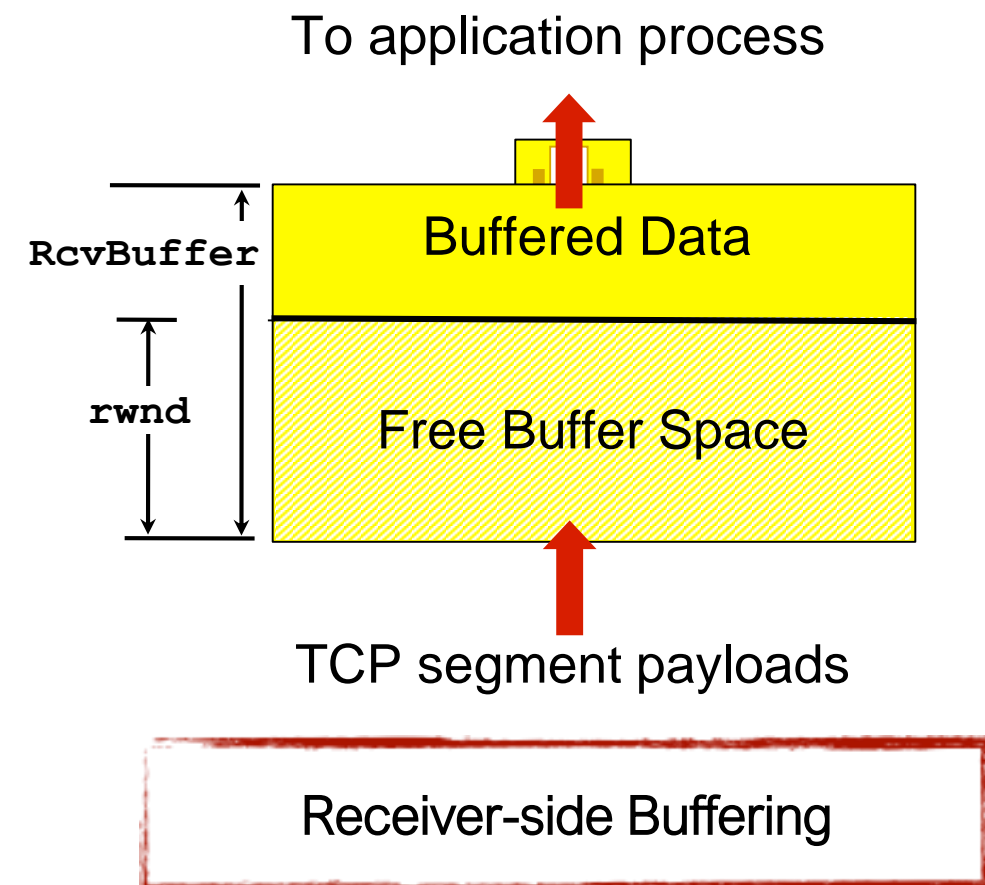 To application process
Buffered Data
RcvBuffer
rwnd
Free Buffer Space
TCP segment payloads
Receiver-side Buffering